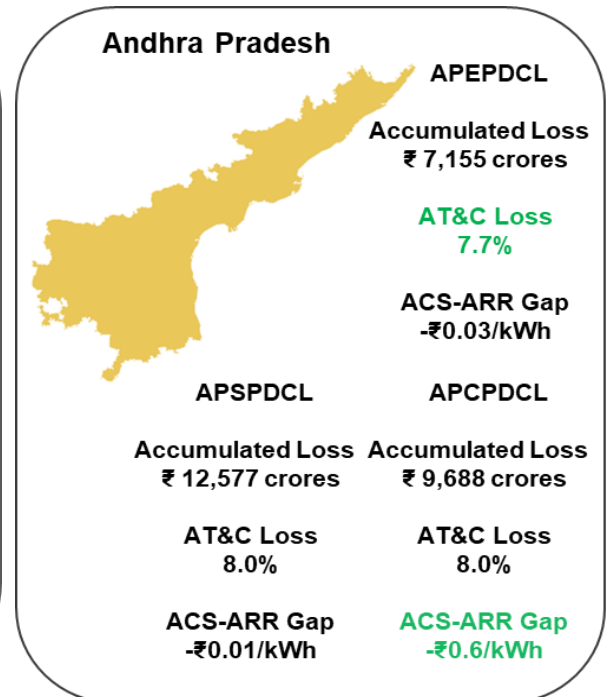 Andhra Pradesh
APEPDCL
Accumulated Loss
₹ 7,155 crores
AT&C Loss
7.7%
ACS-ARR Gap
-₹0.03/kWh
APSPDCL
Accumulated Loss
₹ 12,577 crores
AT&C Loss
8.0%
ACS-ARR Gap
-₹0.01/kWh
APCPDCL
Accumulated Loss
₹ 9,688 crores
AT&C Loss
8.0%
ACS-ARR Gap
-₹0.6/kWh